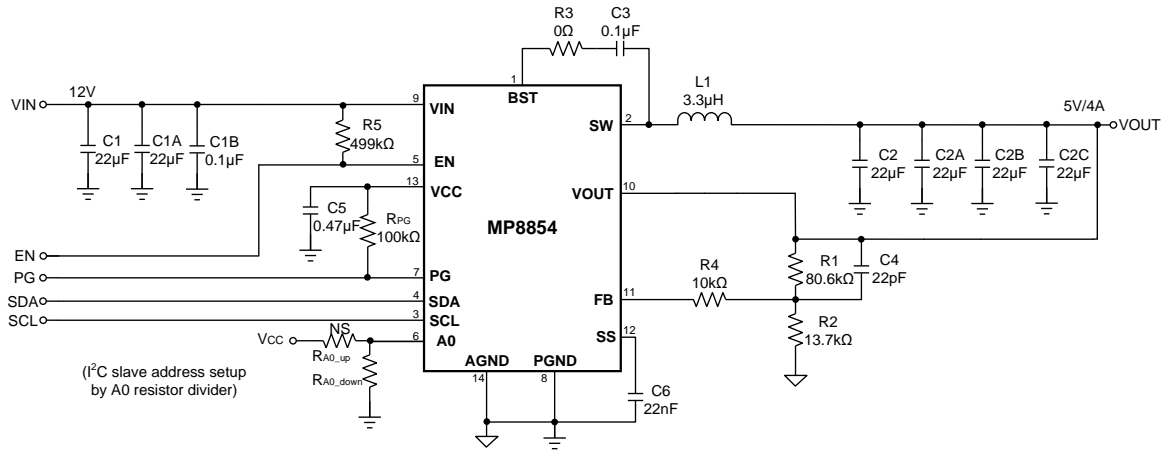 R3
0Ω
C3
0.1µF
1
BST
L1
3.3µH
VIN
12V
9
VIN
SW
2
5V/4A
VOUT
C1
22µF
C1A
22µF
C1B
0.1µF
R5
499kΩ
5
EN
C2
22µF
C2A
22µF
C2B
22µF
C2C
22µF
13
VCC
VOUT
10
C5
0.47µF
RPG
100kΩ
MP8854
EN
PG
7
PG
R4
10kΩ
R1
80.6kΩ
C4
22pF
FB
11
SDA
4
SDA
SCL
3
SCL
R2
13.7kΩ
VCC
NS
6
A0
SS
12
RA0_up
RA0_down
AGND
PGND
14
8
C6
22nF
(I²C slave address setup
by A0 resistor divider)